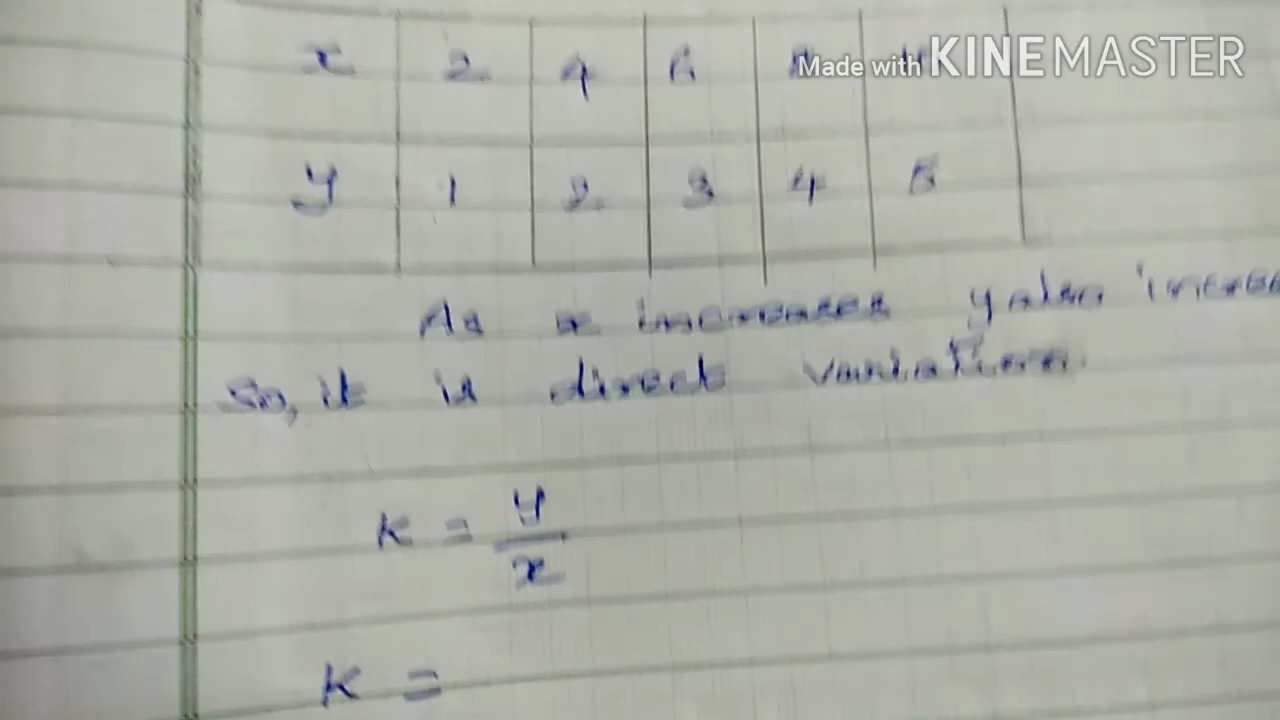 Made with KINEMASTER
x 2 4 6
y 1 2 3 4 5
As x increases y also increa
So, it is direct variation.
K = y/x
K =